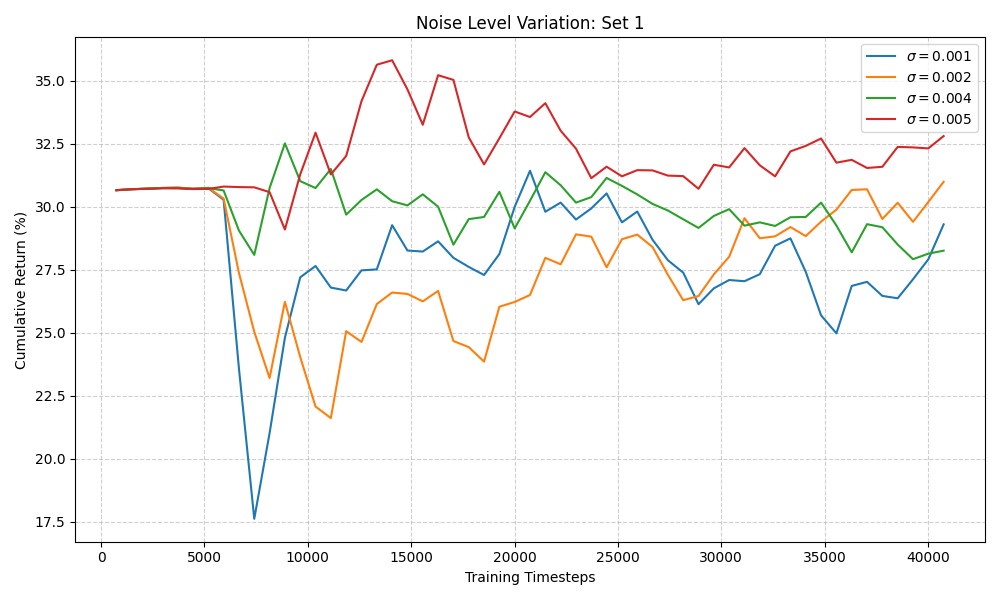 Noise Level Variation: Set 1
σ = 0.001
σ = 0.002
σ = 0.004
σ = 0.005
Cumulative Return (%)
35.0
32.5
30.0
27.5
25.0
22.5
20.0
17.5
0 5000 10000 15000 20000 25000 30000 35000 40000
Training Timesteps